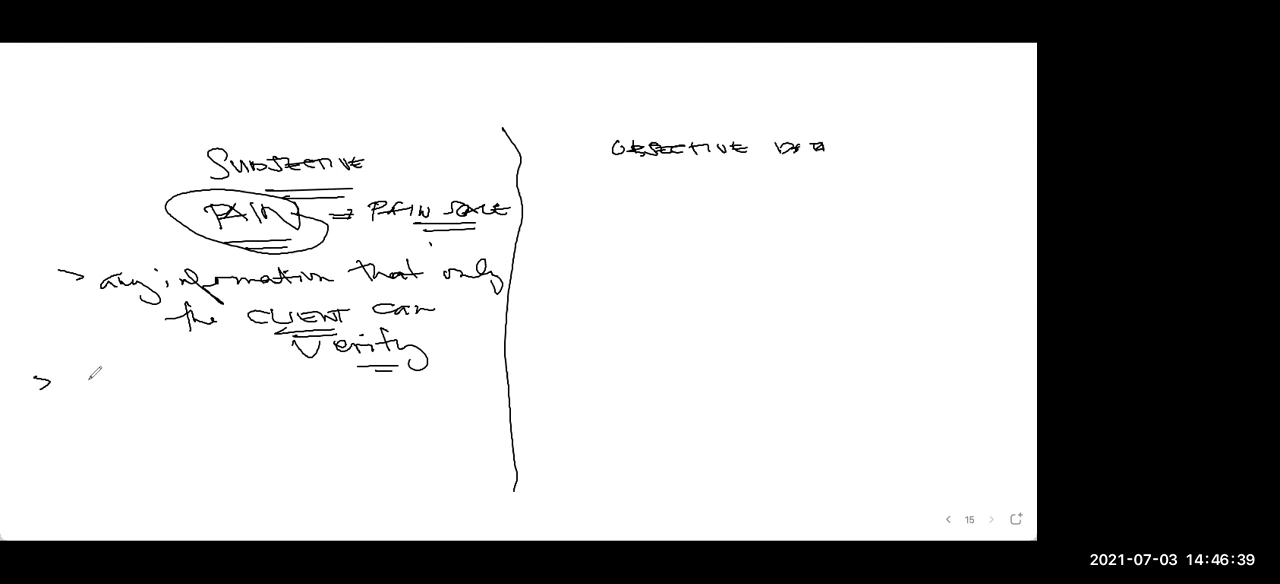 SUBJECTIVE
PAIN ⇒ PAIN SCALE
> any information that only
the CLIENT can
Verify
>
OBJECTIVE
15
2021-07-03 14:46:39